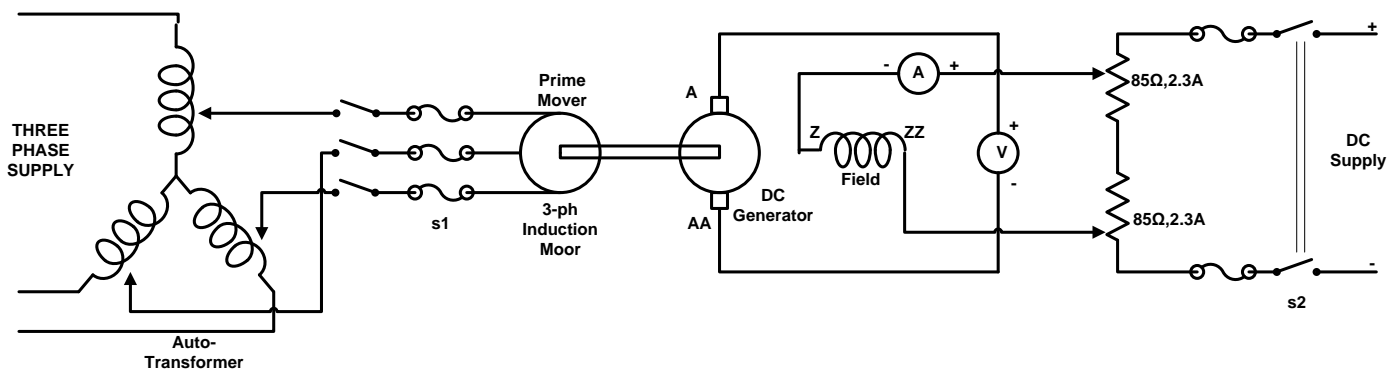 THREE
PHASE
SUPPLY
Auto-
Transformer
s1
Prime
Mover
3-ph
Induction
Moor
A
AA
DC
Generator
Z
ZZ
Field
-
A
+
+
V
-
85Ω,2.3A
85Ω,2.3A
+
DC
Supply
-
s2